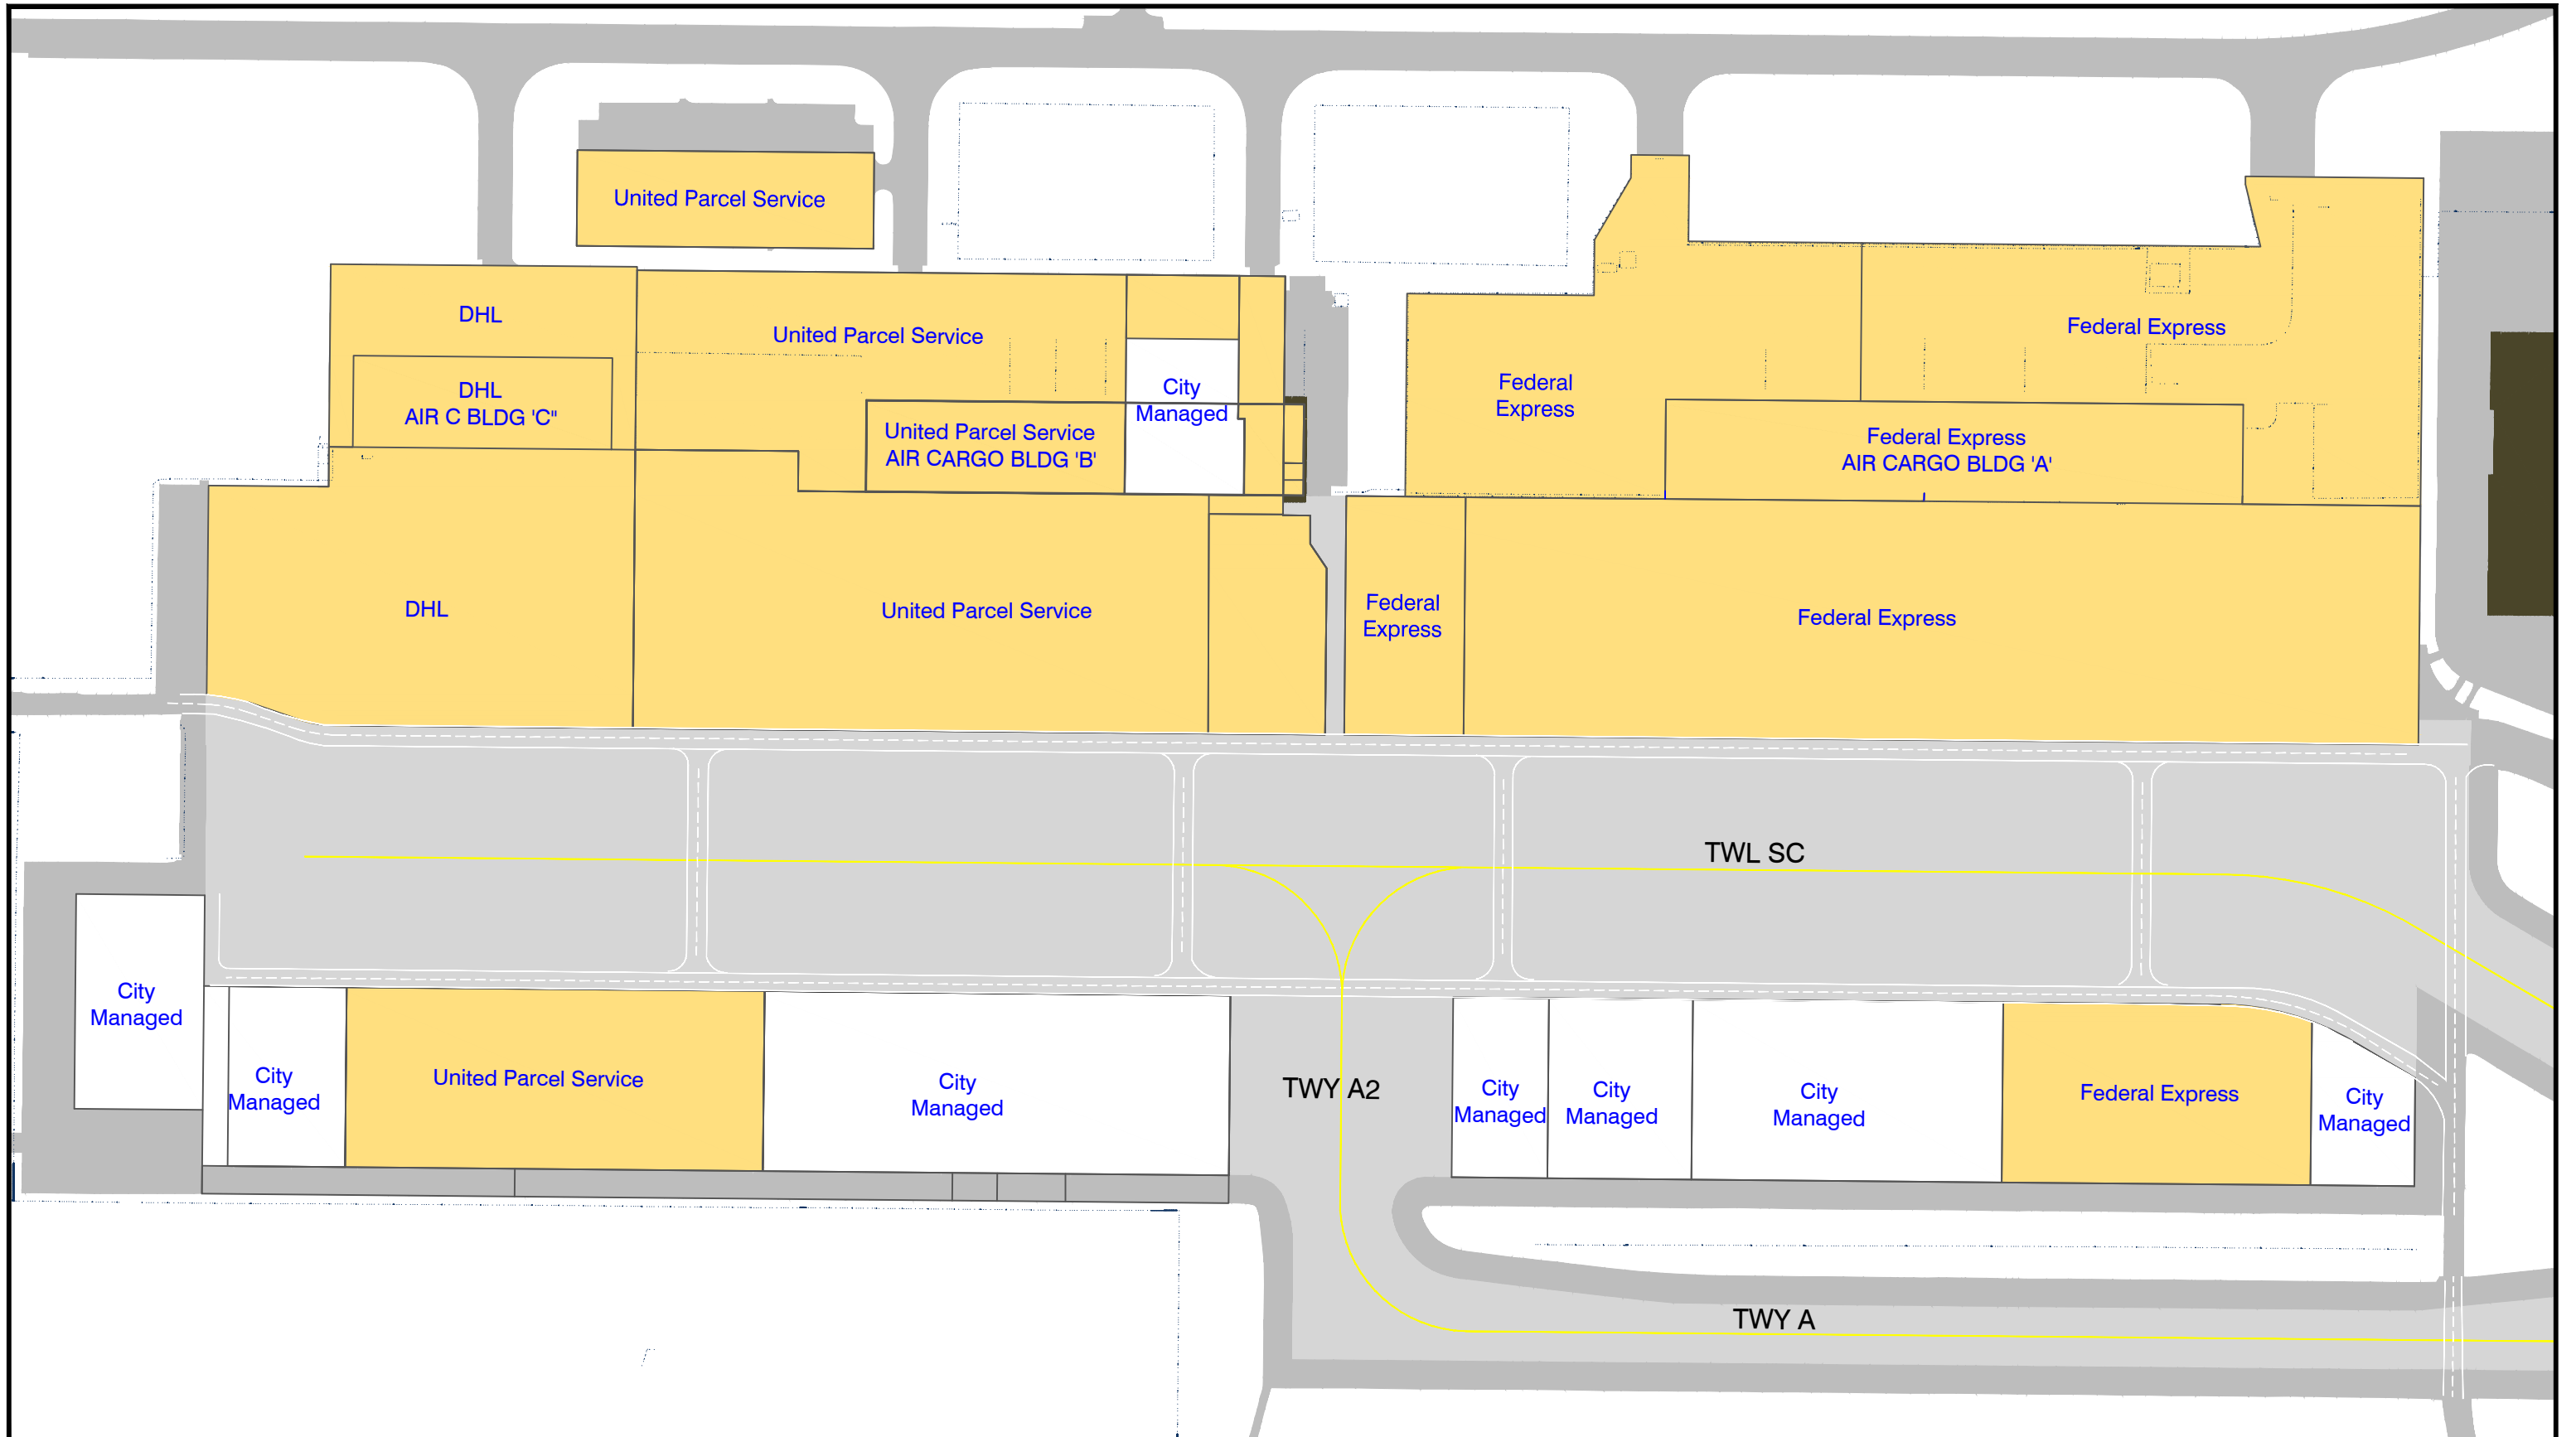 United Parcel Service
DHL
United Parcel Service
Federal Express
DHL
AIR C BLDG 'C"
City
Managed
Federal
Express
United Parcel Service
AIR CARGO BLDG 'B'
Federal Express
AIR CARGO BLDG 'A'
DHL
United Parcel Service
Federal
Express
Federal Express
TWL SC
City
Managed
City
Managed
United Parcel Service
City
Managed
TWY A2
City
Managed
City
Managed
City
Managed
Federal Express
City
Managed
TWY A